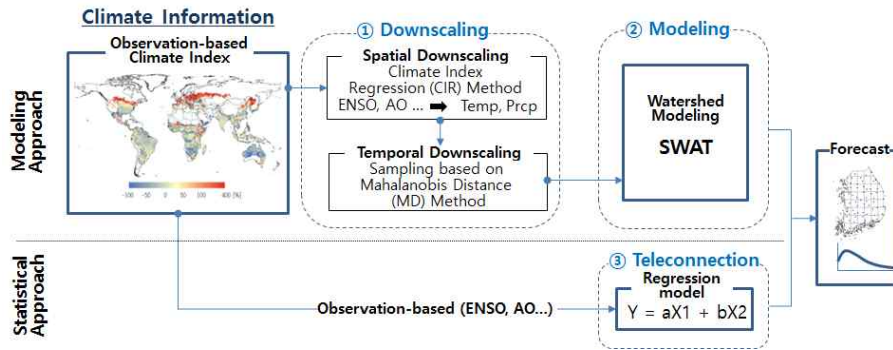 Climate Information
Observation-based
Climate Index
-100 -50 0 50 100 400 [%]
Modeling
Approach
① Downscaling
Spatial Downscaling
Climate Index
Regression (CIR) Method
ENSO, AO ... ➡ Temp, Prcp
Temporal Downscaling
Sampling based on
Mahalanobis Distance
(MD) Method
② Modeling
Watershed
Modeling
SWAT
Forecast
Statistical
Approach
Observation-based (ENSO, AO...)
③ Teleconnection
Regression
model
Y = aX1 + bX2